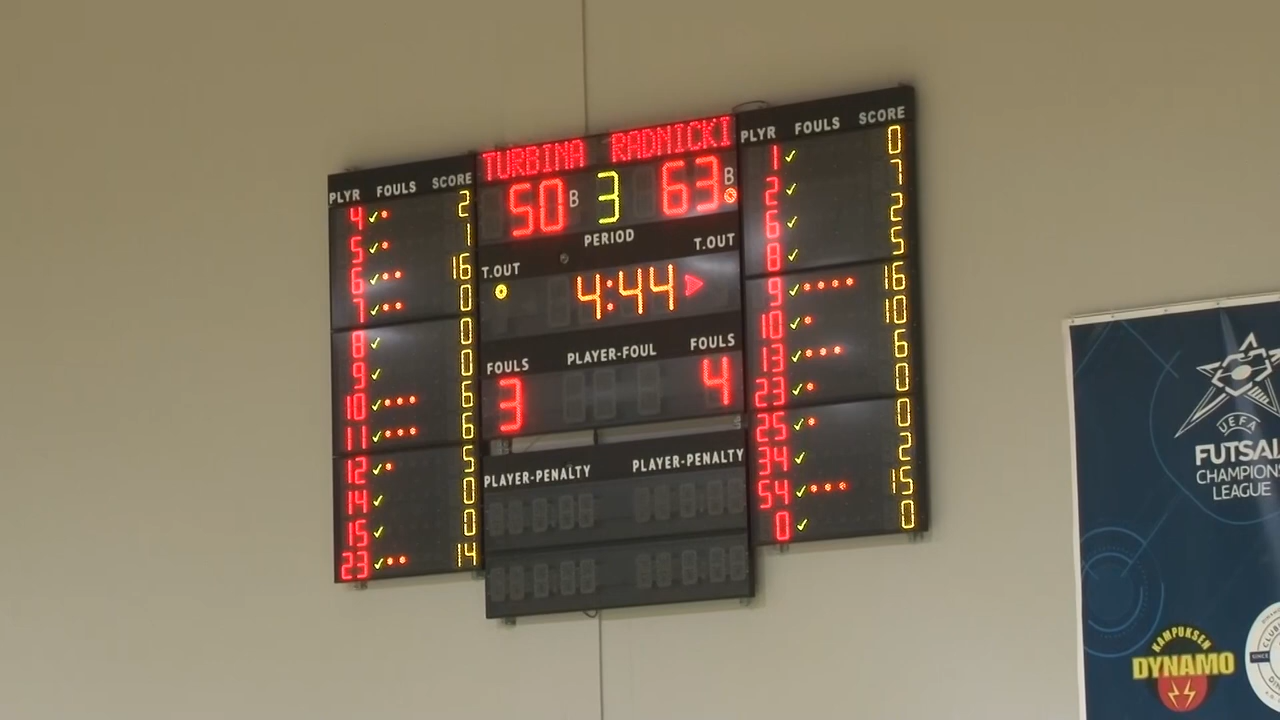 TURBINA RADNICKI
50 B 3 63 B
PERIOD
T.OUT T.OUT
4:44
FOULS PLAYER-FOUL FOULS
3 4
PLAYER-PENALTY PLAYER-PENALTY
PLYR FOULS SCORE
4 2
5 1
6 16
7 0
8 0
9 0
10 6
11 6
12 5
14 0
15 0
23 14
PLYR FOULS SCORE
1 0
2 7
6 2
8 5
9 16
10 10
13 6
23 0
25 0
34 2
54 15
0 0
UEFA
FUTSAL
CHAMPIONS
LEAGUE
KAMPUKSEN
DYNAMO